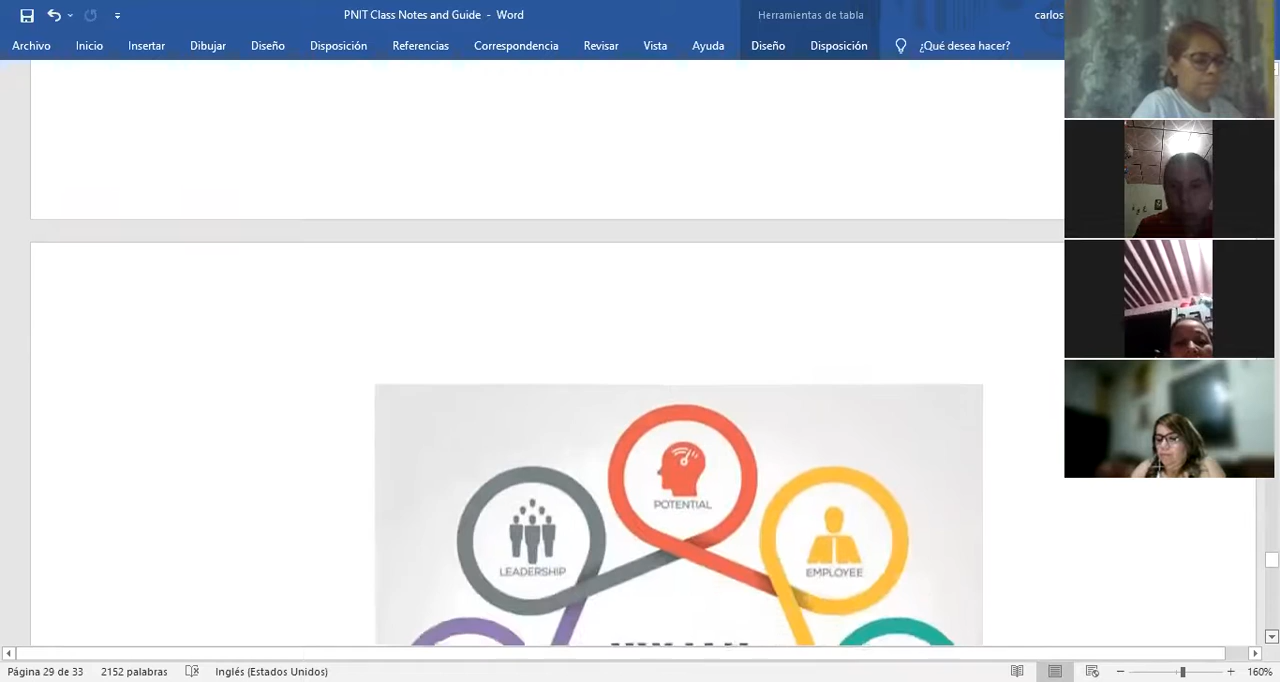 PNIT Class Notes and Guide - Word
Herramientas de tabla
carlos
Archivo Inicio Insertar Dibujar Diseño Disposición Referencias Correspondencia Revisar Vista Ayuda Diseño Disposición ¿Qué desea hacer?
POTENTIAL
LEADERSHIP
EMPLOYEE
Página 29 de 33 2152 palabras Inglés (Estados Unidos) 160%